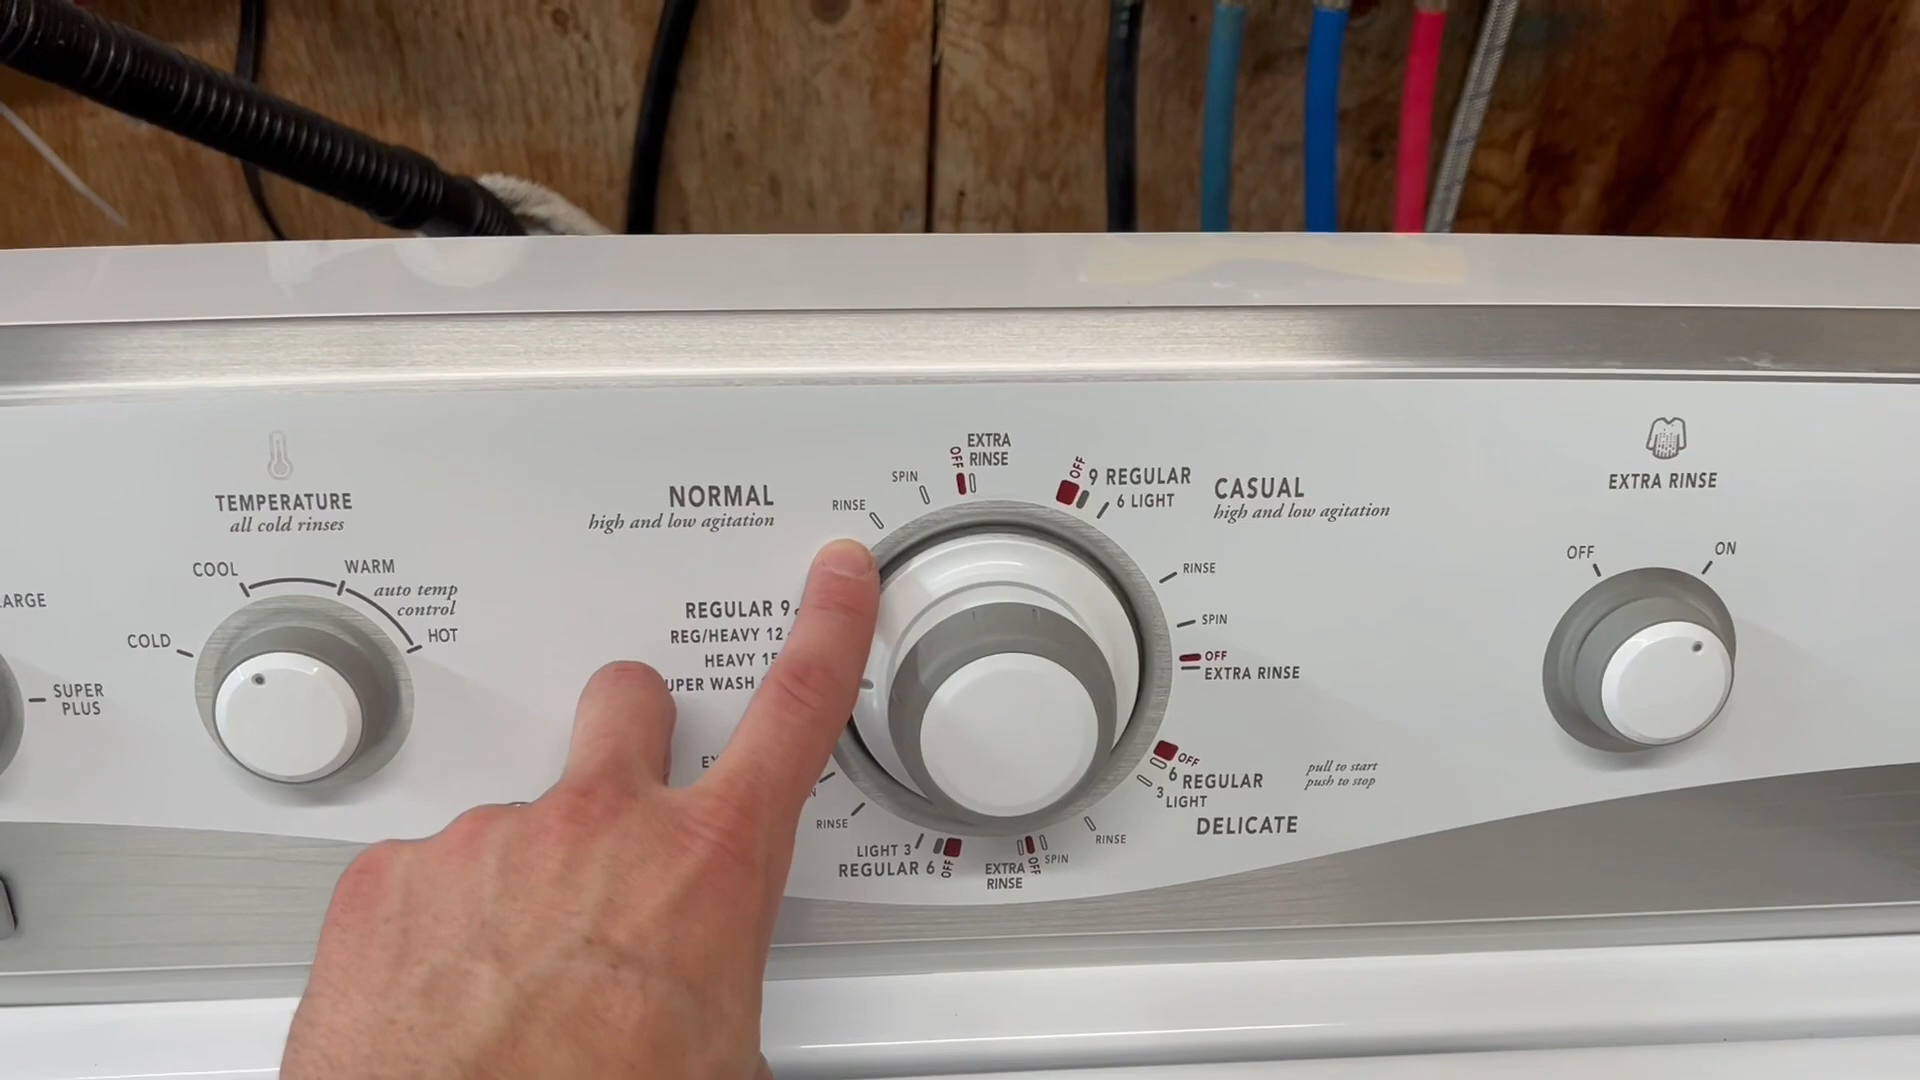 ARGE
SUPER
PLUS
TEMPERATURE
all cold rinses
COLD
COOL
WARM
auto temp
control
HOT
NORMAL
high and low agitation
REGULAR 9
REG/HEAVY 12
HEAVY 15
UPER WASH
RINSE
SPIN
OFF
EXTRA
RINSE
OFF
9 REGULAR
6 LIGHT
CASUAL
high and low agitation
RINSE
SPIN
OFF
EXTRA RINSE
OFF
6 REGULAR
3 LIGHT
DELICATE
pull to start
push to stop
RINSE
SPIN
OFF
EXTRA
RINSE
OFF
LIGHT 3
REGULAR 6
RINSE
EXTRA RINSE
OFF
ON